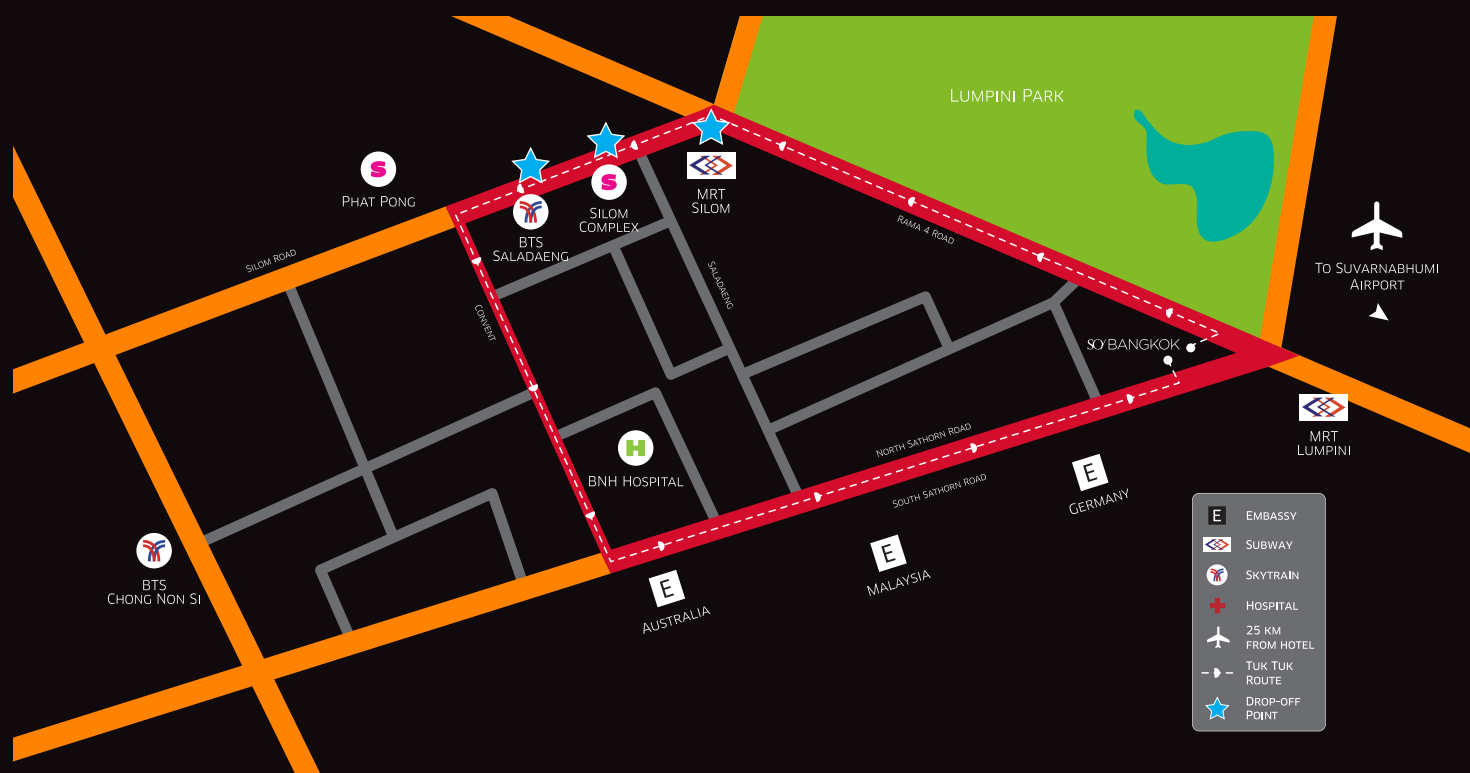 LUMPINI PARK
S
PHAT PONG
S
SILOM
COMPLEX
BTS
SALADAENG
MRT
SILOM
RAMA 4 ROAD
SILOM ROAD
SALADAENG
CONVENT
TO SUVARNABHUMI
AIRPORT
SO/ BANGKOK
MRT
LUMPINI
H
BNH HOSPITAL
NORTH SATHORN ROAD
SOUTH SATHORN ROAD
E
GERMANY
E
MALAYSIA
E
AUSTRALIA
BTS
CHONG NON SI
E EMBASSY
SUBWAY
SKYTRAIN
HOSPITAL
25 KM
FROM HOTEL
TUK TUK
ROUTE
DROP-OFF
POINT